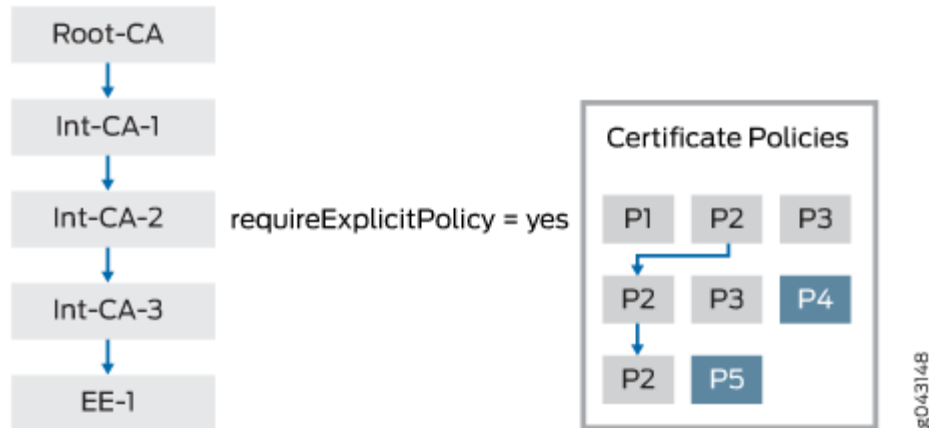 Root-CA
Int-CA-1
Int-CA-2
Int-CA-3
EE-1
requireExplicitPolicy = yes
Certificate Policies
P1 P2 P3
P2 P3 P4
P2 P5
g043148